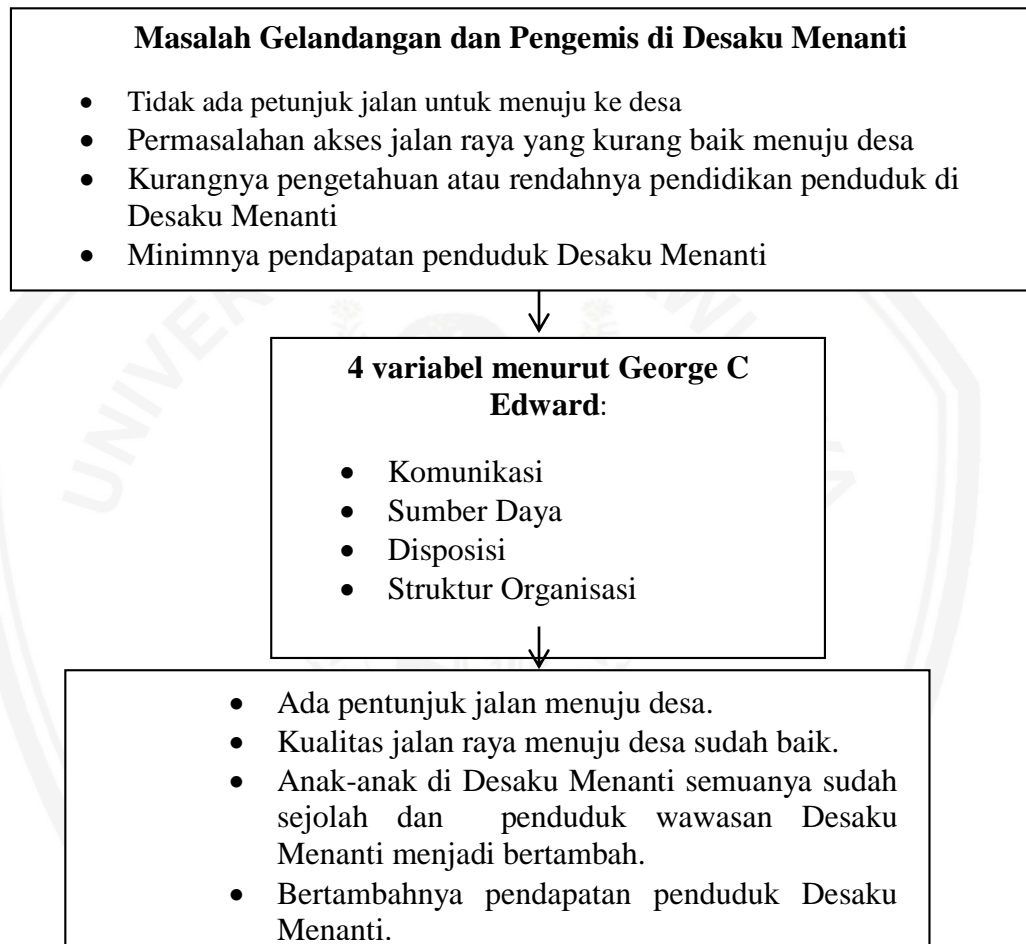 Masalah Gelandangan dan Pengemis di Desaku Menanti
• Tidak ada petunjuk jalan untuk menuju ke desa
• Permasalahan akses jalan raya yang kurang baik menuju desa
• Kurangnya pengetahuan atau rendahnya pendidikan penduduk di
Desaku Menanti
• Minimnya pendapatan penduduk Desaku Menanti
4 variabel menurut George C
Edward:
• Komunikasi
• Sumber Daya
• Disposisi
• Struktur Organisasi
• Ada pentunjuk jalan menuju desa.
• Kualitas jalan raya menuju desa sudah baik.
• Anak-anak di Desaku Menanti semuanya sudah
sejolah dan penduduk wawasan Desaku
Menanti menjadi bertambah.
• Bertambahnya pendapatan penduduk Desaku
Menanti.